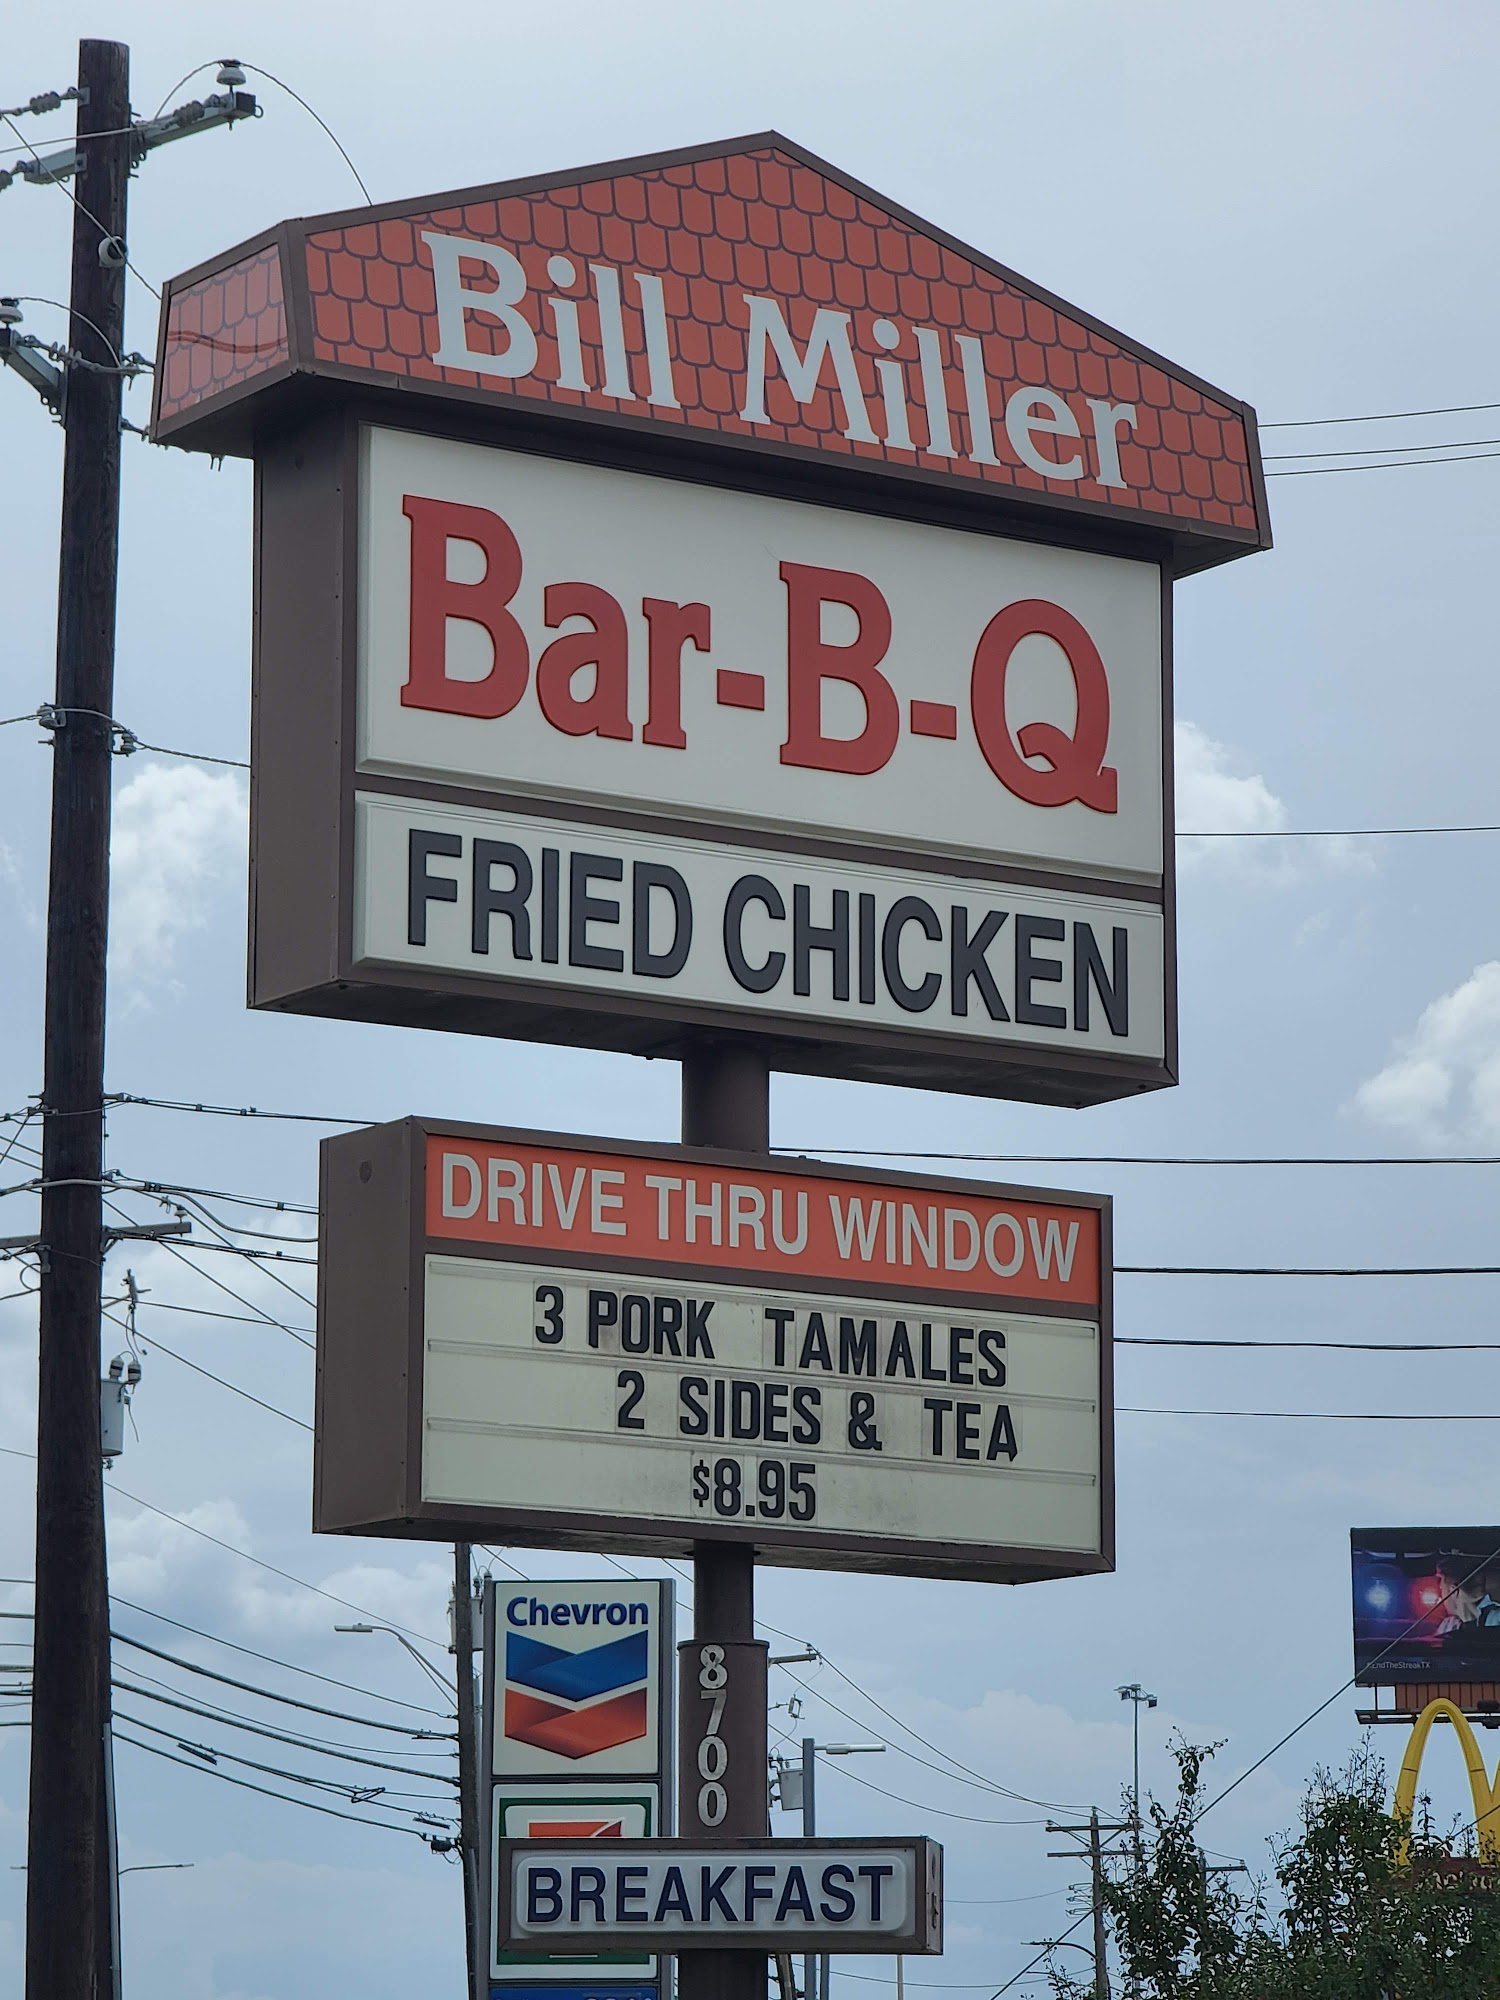 Bill Miller
Bar-B-Q
FRIED CHICKEN
DRIVE THRU WINDOW
3 PORK TAMALES
2 SIDES & TEA
$8.95
Chevron
8700
BREAKFAST
#EndTheStreakTX